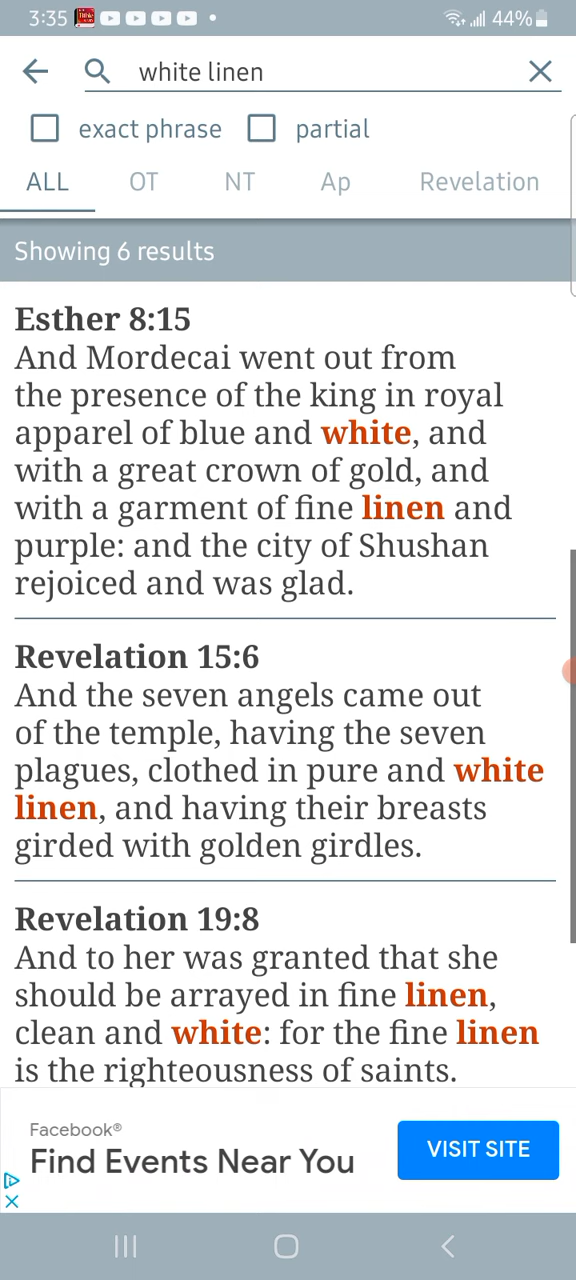 3:35 44%
white linen
exact phrase partial
ALL OT NT Ap Revelation
Showing 6 results
Esther 8:15
And Mordecai went out from
the presence of the king in royal
apparel of blue and white, and
with a great crown of gold, and
with a garment of fine linen and
purple: and the city of Shushan
rejoiced and was glad.
Revelation 15:6
And the seven angels came out
of the temple, having the seven
plagues, clothed in pure and white
linen, and having their breasts
girded with golden girdles.
Revelation 19:8
And to her was granted that she
should be arrayed in fine linen,
clean and white: for the fine linen
is the righteousness of saints.
Facebook®
Find Events Near You
VISIT SITE